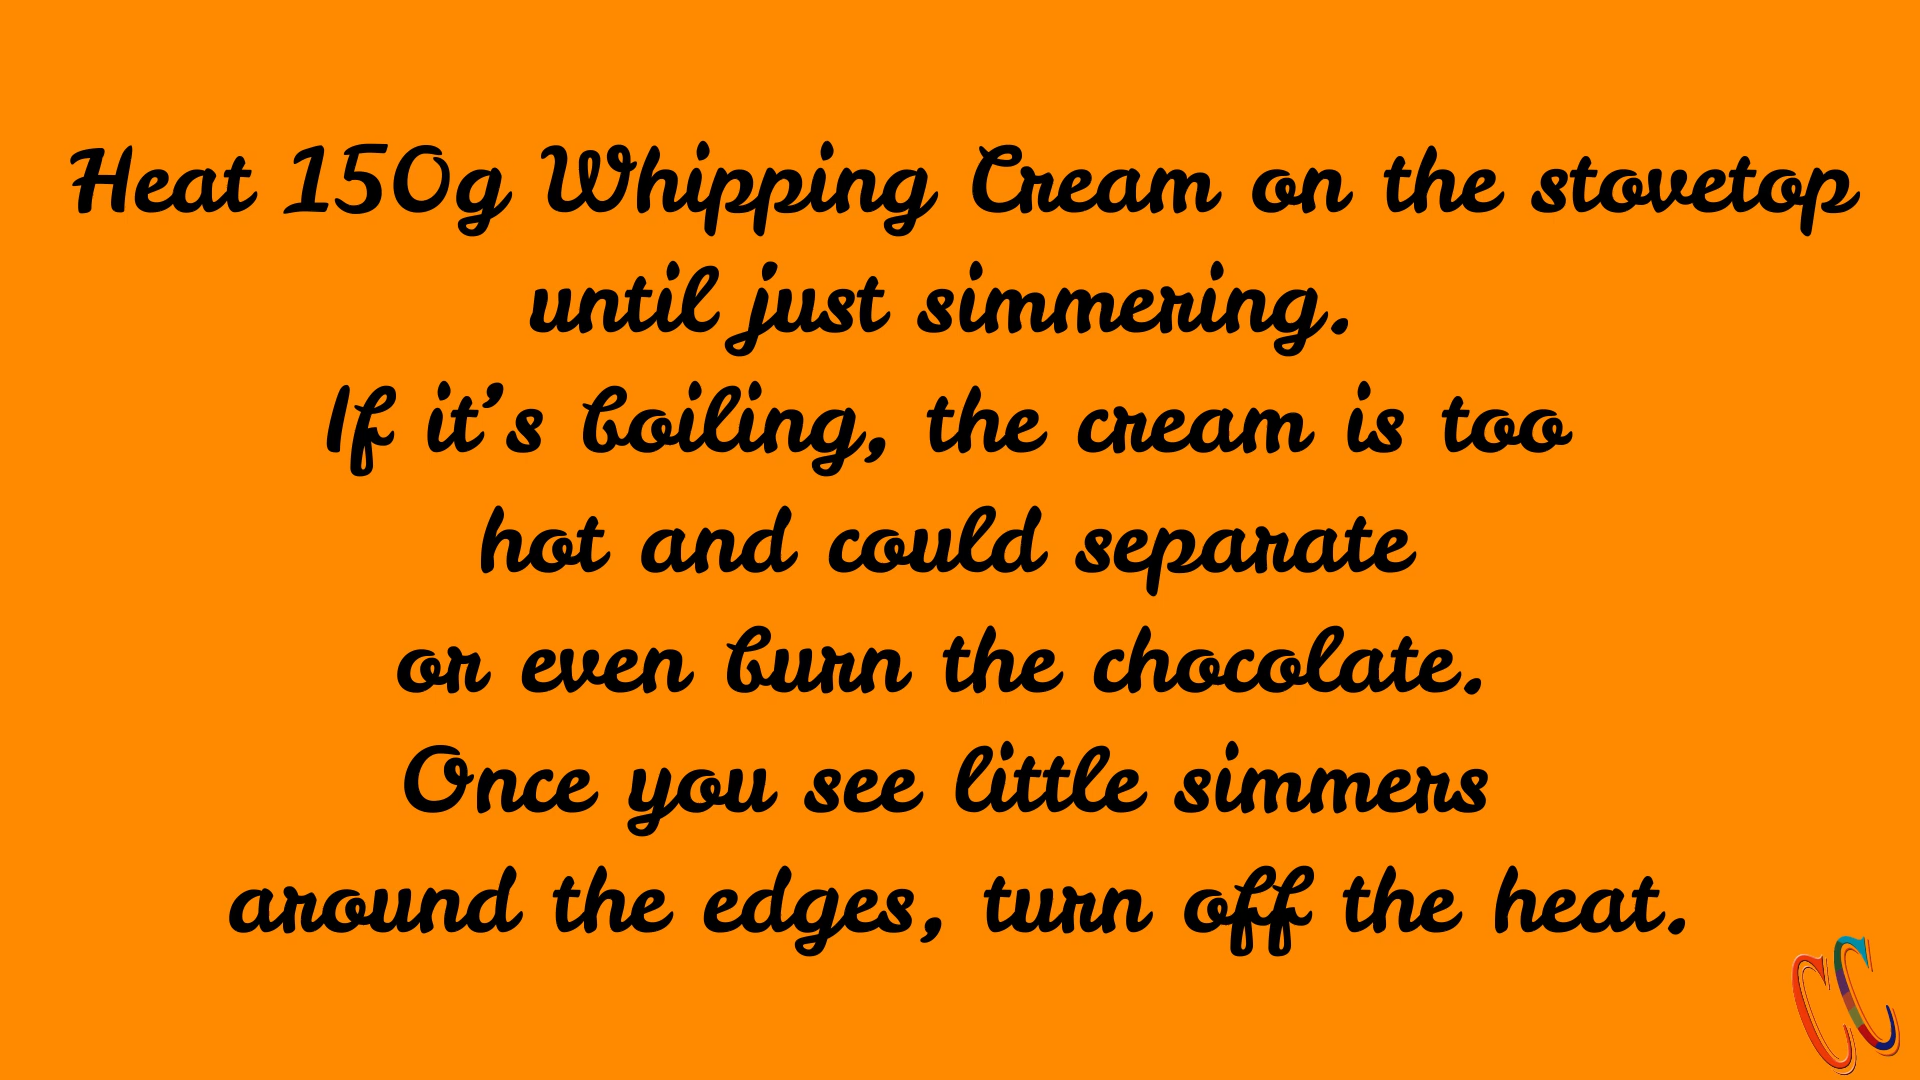 Heat 150g Whipping Cream on the stovetop
until just simmering.
If it’s boiling, the cream is too
hot and could separate
or even burn the chocolate.
Once you see little simmers
around the edges, turn off the heat.
CC